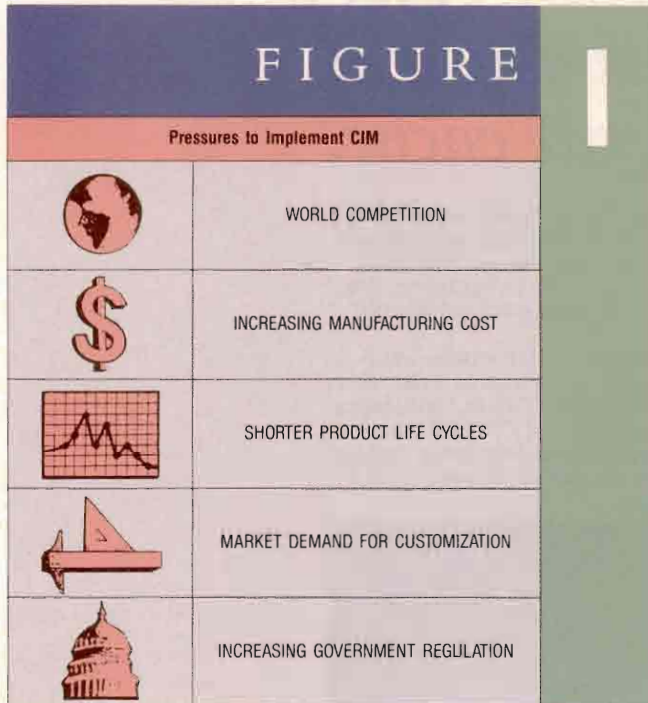 FIGURE 1
Pressures to Implement CIM
WORLD COMPETITION
INCREASING MANUFACTURING COST
$
SHORTER PRODUCT LIFE CYCLES
MARKET DEMAND FOR CUSTOMIZATION
INCREASING GOVERNMENT REGULATION